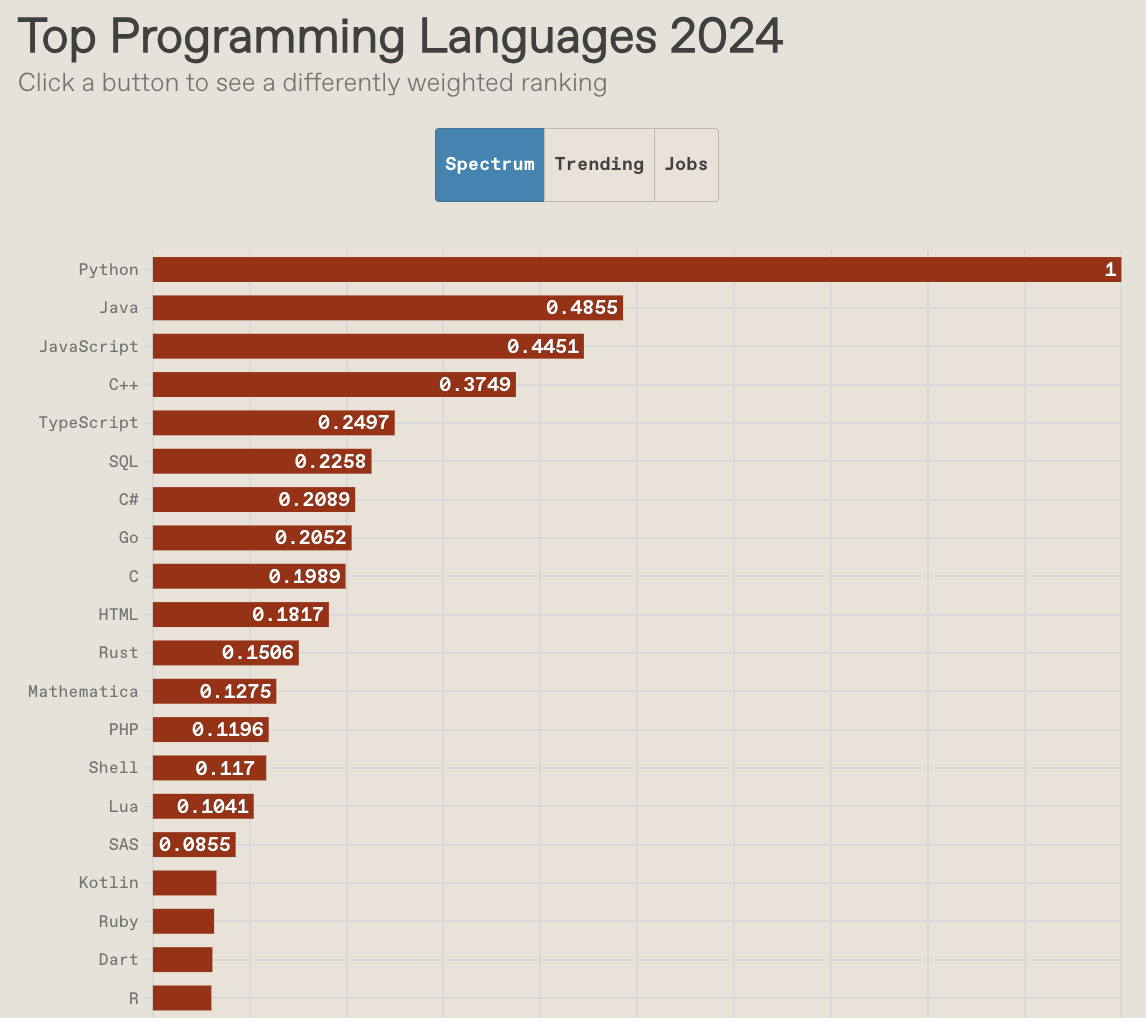 Top Programming Languages 2024
Click a button to see a differently weighted ranking
Spectrum Trending Jobs
Python 1
Java 0.4855
JavaScript 0.4451
C++ 0.3749
TypeScript 0.2497
SQL 0.2258
C# 0.2089
Go 0.2052
C 0.1989
HTML 0.1817
Rust 0.1506
Mathematica 0.1275
PHP 0.1196
Shell 0.117
Lua 0.1041
SAS 0.0855
Kotlin
Ruby
Dart
R